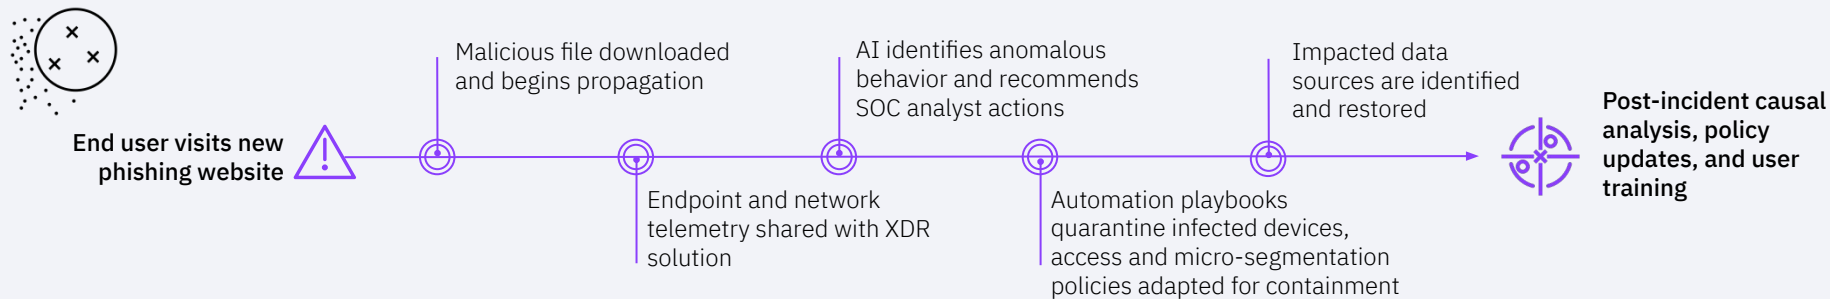 End user visits new
phishing website
Malicious file downloaded
and begins propagation
Endpoint and network
telemetry shared with XDR
solution
AI identifies anomalous
behavior and recommends
SOC analyst actions
Automation playbooks
quarantine infected devices,
access and micro-segmentation
policies adapted for containment
Impacted data
sources are identified
and restored
Post-incident causal
analysis, policy
updates, and user
training